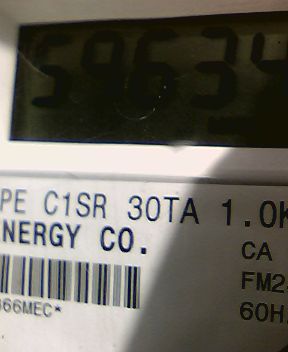 59634
PE C1SR 30TA 1.0K
NERGY CO.
CA
FM2
66MEC*
60H